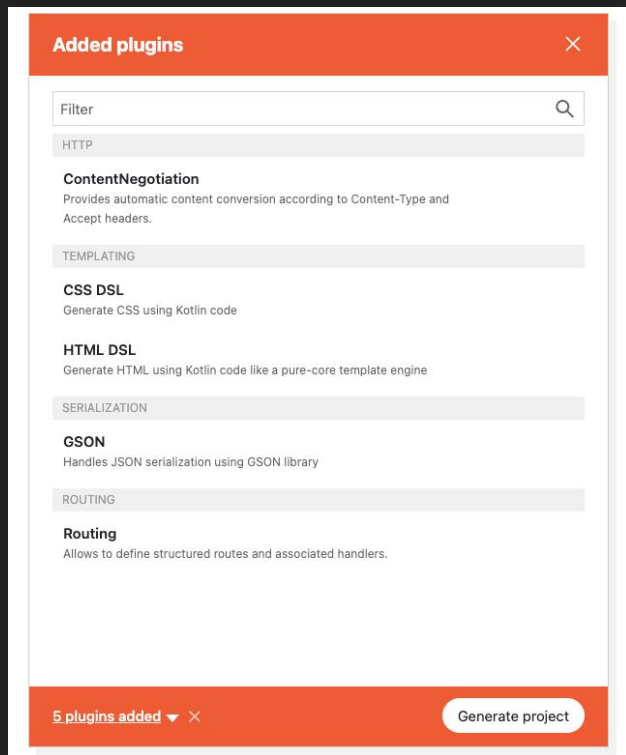 Added plugins
Filter
HTTP
ContentNegotiation
Provides automatic content conversion according to Content-Type and
Accept headers.
TEMPLATING
CSS DSL
Generate CSS using Kotlin code
HTML DSL
Generate HTML using Kotlin code like a pure-core template engine
SERIALIZATION
GSON
Handles JSON serialization using GSON library
ROUTING
Routing
Allows to define structured routes and associated handlers.
5 plugins added
Generate project